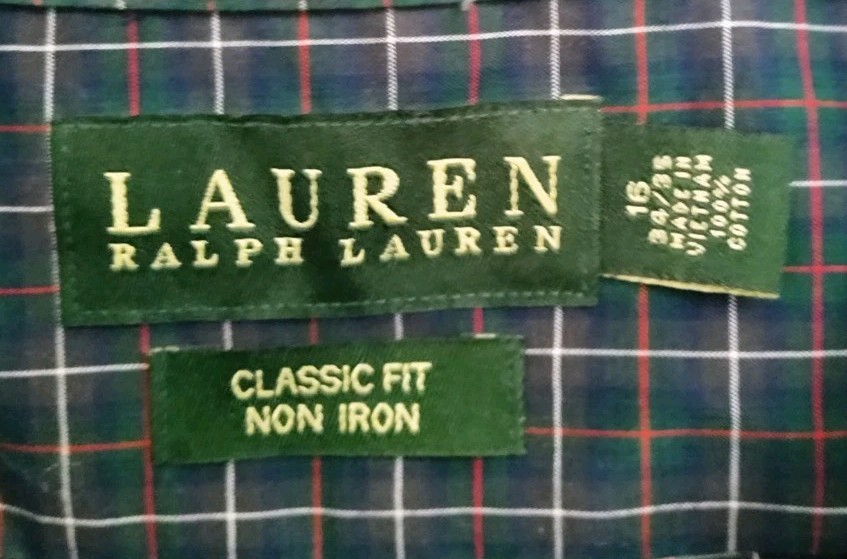 LAUREN
RALPH LAUREN
16
34/35
MADE IN
VIETNAM
100%
COTTON
CLASSIC FIT
NON IRON